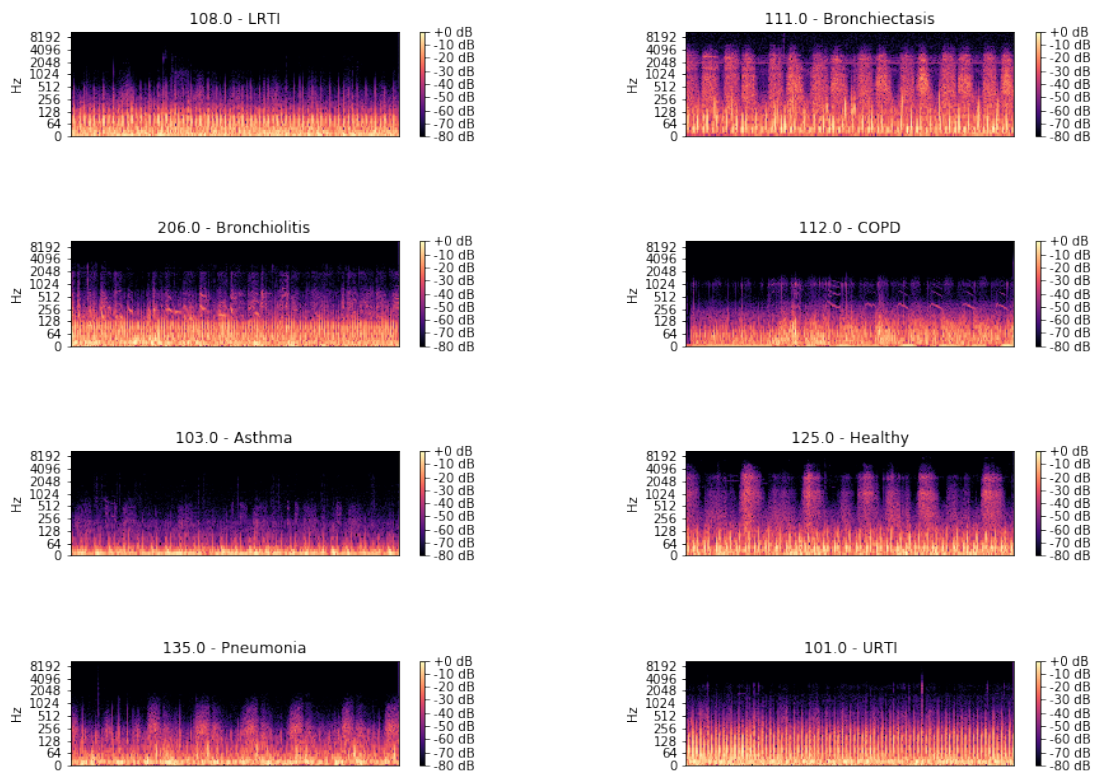 108.0 - LRTI
8192
4096
2048
1024
512
256
128
64
0
Hz
+0 dB
-10 dB
-20 dB
-30 dB
-40 dB
-50 dB
-60 dB
-70 dB
-80 dB
111.0 - Bronchiectasis
8192
4096
2048
1024
512
256
128
64
0
Hz
+0 dB
-10 dB
-20 dB
-30 dB
-40 dB
-50 dB
-60 dB
-70 dB
-80 dB
206.0 - Bronchiolitis
8192
4096
2048
1024
512
256
128
64
0
Hz
+0 dB
-10 dB
-20 dB
-30 dB
-40 dB
-50 dB
-60 dB
-70 dB
-80 dB
112.0 - COPD
8192
4096
2048
1024
512
256
128
64
0
Hz
+0 dB
-10 dB
-20 dB
-30 dB
-40 dB
-50 dB
-60 dB
-70 dB
-80 dB
103.0 - Asthma
8192
4096
2048
1024
512
256
128
64
0
Hz
+0 dB
-10 dB
-20 dB
-30 dB
-40 dB
-50 dB
-60 dB
-70 dB
-80 dB
125.0 - Healthy
8192
4096
2048
1024
512
256
128
64
0
Hz
+0 dB
-10 dB
-20 dB
-30 dB
-40 dB
-50 dB
-60 dB
-70 dB
-80 dB
135.0 - Pneumonia
8192
4096
2048
1024
512
256
128
64
0
Hz
+0 dB
-10 dB
-20 dB
-30 dB
-40 dB
-50 dB
-60 dB
-70 dB
-80 dB
101.0 - URTI
8192
4096
2048
1024
512
256
128
64
0
Hz
+0 dB
-10 dB
-20 dB
-30 dB
-40 dB
-50 dB
-60 dB
-70 dB
-80 dB